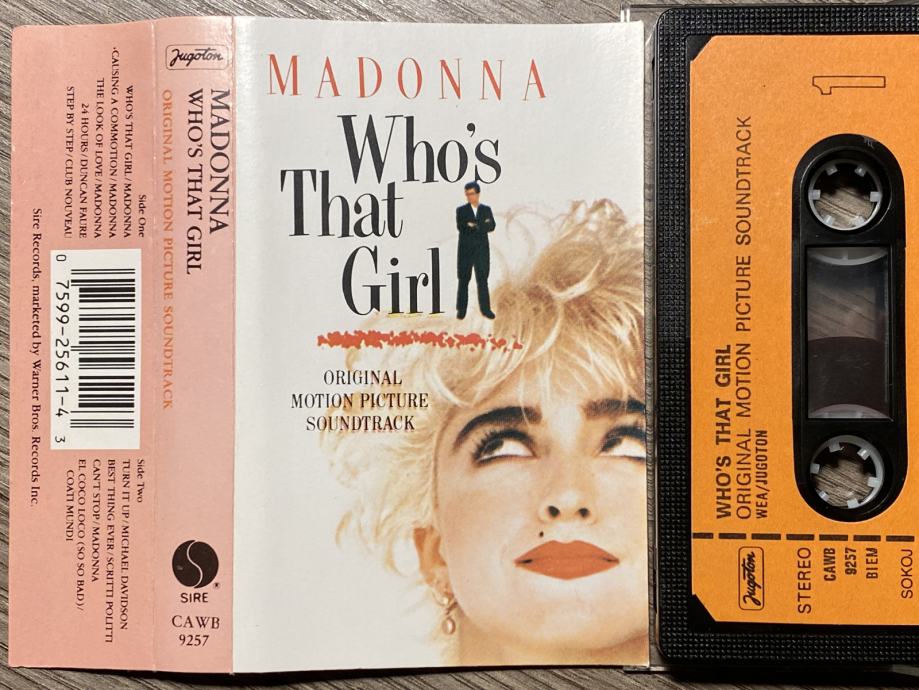 Side One
WHO'S THAT GIRL/MADONNA
•CAUSING A COMMOTION/MADONNA
THE LOOK OF LOVE/MADONNA
24 HOURS/DUNCAN FAURE
STEP BY STEP/CLUB NOUVEAU
0 7599-25611-4 3
Side Two
TURN IT UP/MICHAEL DAVIDSON
BEST THING EVER/SCRITTI POLITTI
CAN'T STOP/MADONNA
EL COCO LOCO (SO SO BAD)/
COATI MUNDI
Sire Records, marketed by Warner Bros. Records Inc.
Jugoton
MADONNA
WHO'S THAT GIRL
ORIGINAL MOTION PICTURE SOUNDTRACK
SIRE
®
CAWB
9257
MADONNA
Who's
That
Girl
ORIGINAL
MOTION PICTURE
SOUNDTRACK
1
WHO'S THAT GIRL
ORIGINAL MOTION PICTURE SOUNDTRACK
WEA/JUGOTON
Jugoton
STEREO
CAWB
9257
BIEM
SOKOJ